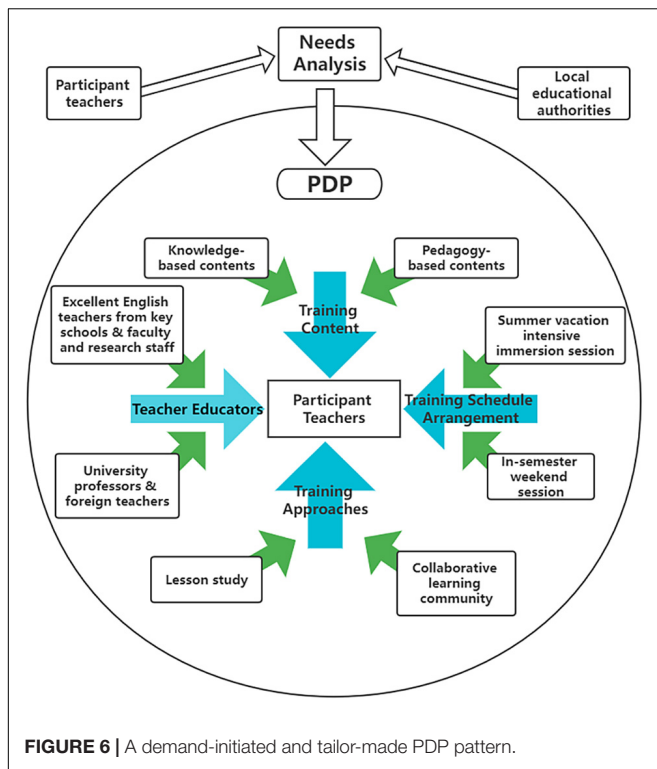 Needs
Analysis
Participant
teachers
Local
educational
authorities
PDP
Knowledge-
based contents
Pedagogy-
based contents
Excellent English
teachers from key
schools & faculty
and research staff
Training
Content
Summer vacation
intensive
immersion session
Teacher Educators
Participant
Teachers
Training Schedule
Arrangement
University
professors &
foreign teachers
In-semester
weekend
session
Training
Approaches
Lesson study
Collaborative
learning
community
FIGURE 6 | A demand-initiated and tailor-made PDP pattern.